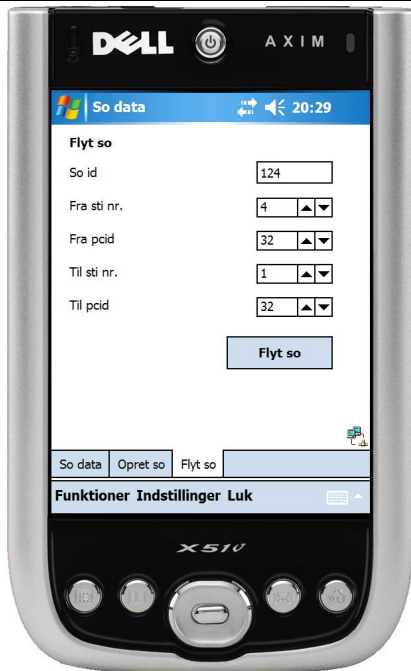 DELL AXIM
So data 20:29
Flyt so
So id 124
Fra sti nr. 4
Fra pcid 32
Til sti nr. 1
Til pcid 32
Flyt so
So data Opret so Flyt so
Funktioner Indstillinger Luk
X51v